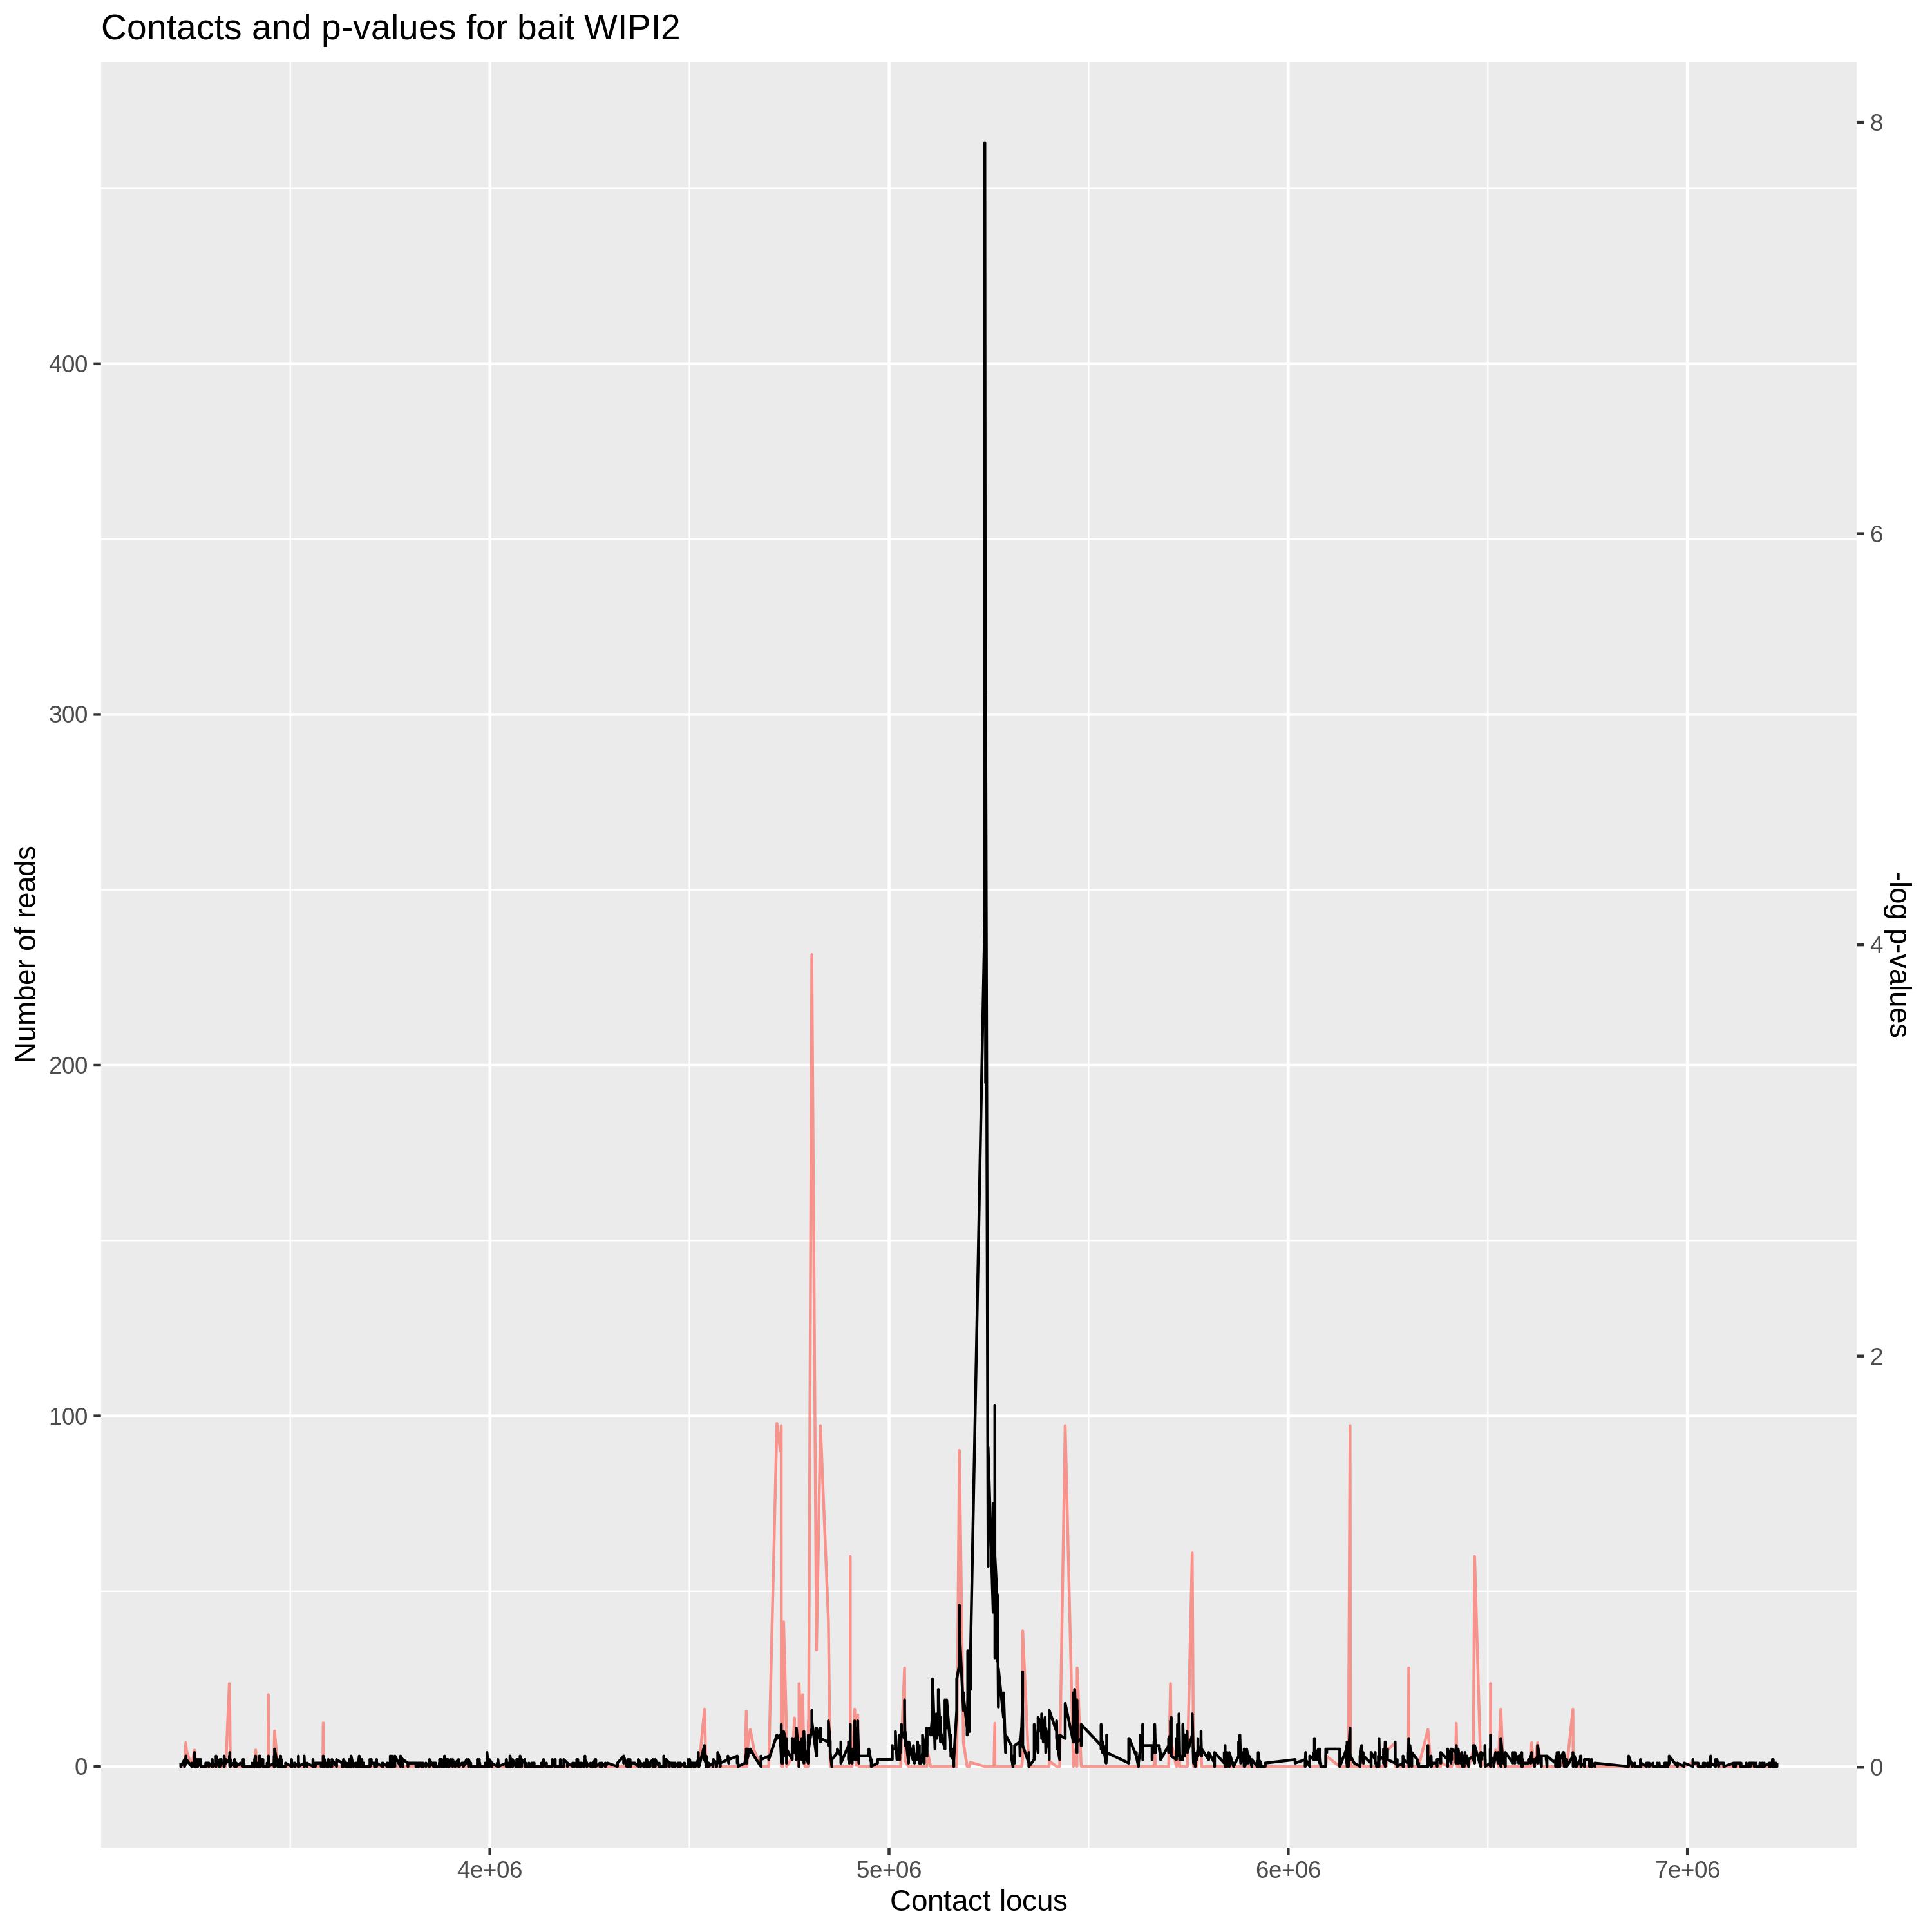 Contacts and p-values for bait WIPI2
8
400
6
300
Number of reads
-log p-values
4
200
2
100
0
0
4e+06
5e+06
6e+06
7e+06
Contact locus